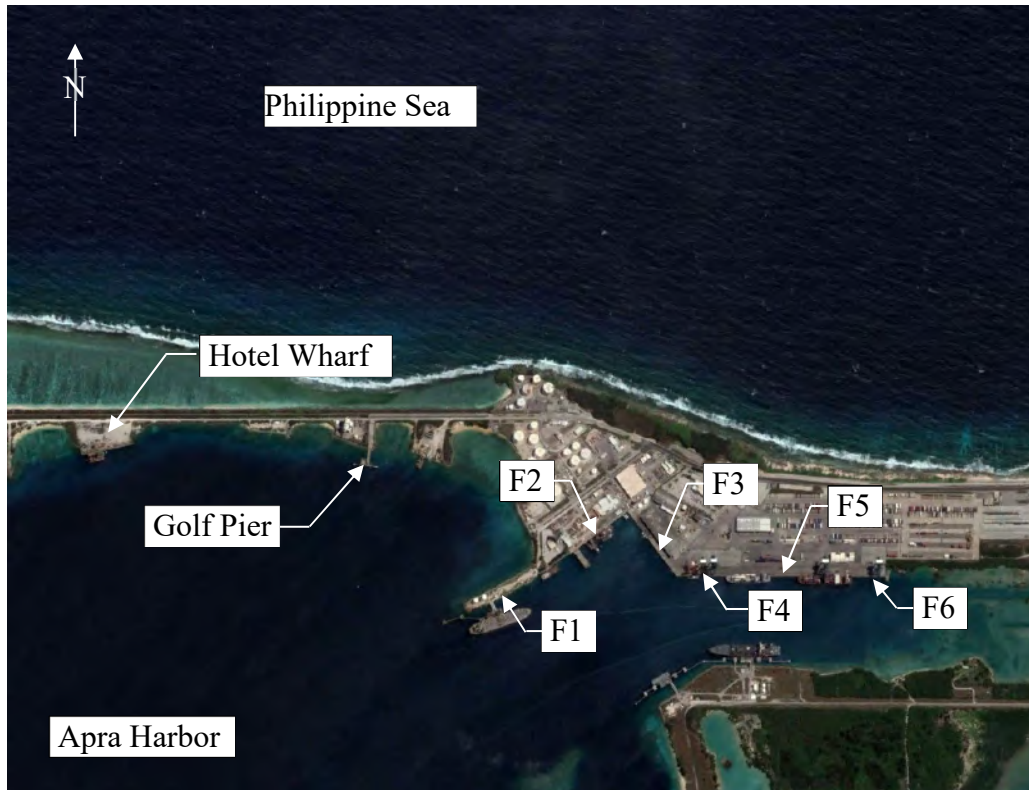 N
Philippine Sea
Hotel Wharf
F2
F3
F5
Golf Pier
F4
F6
F1
Apra Harbor